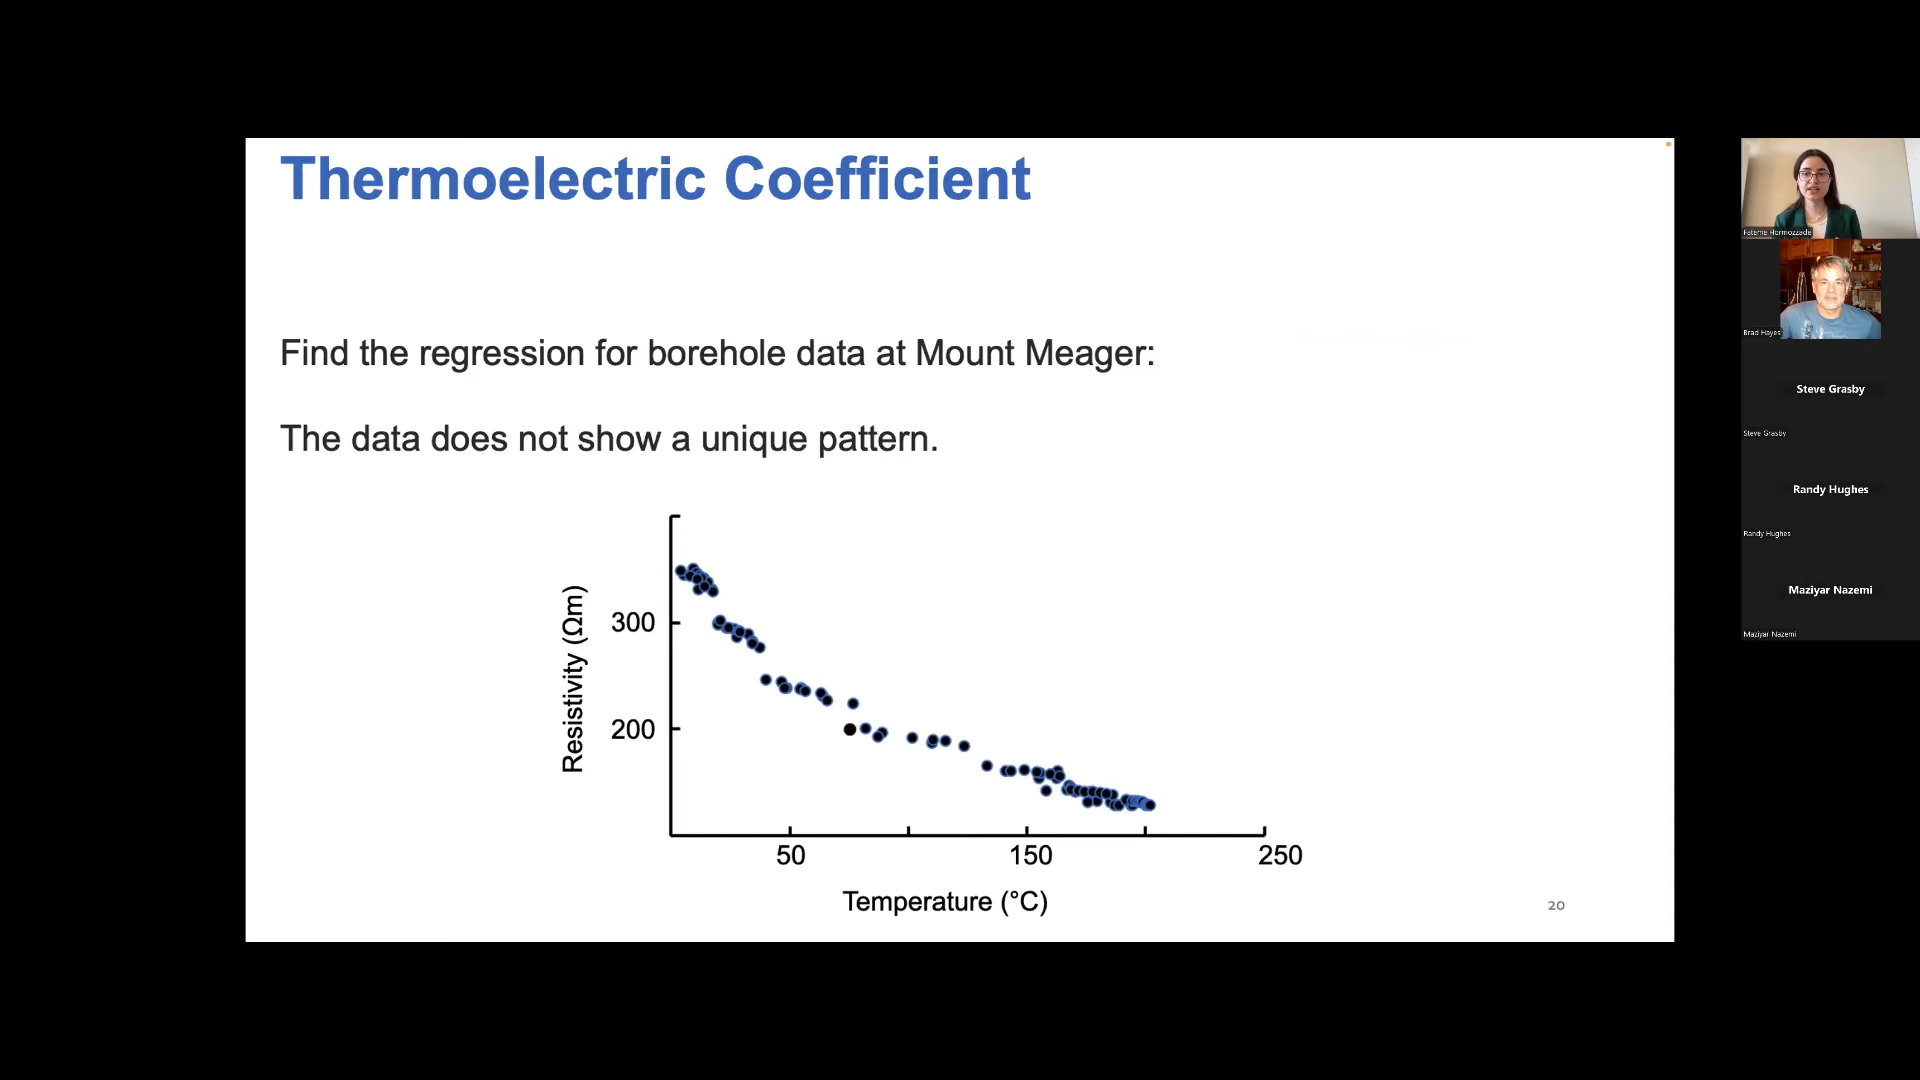 Thermoelectric Coefficient
Find the regression for borehole data at Mount Meager:
The data does not show a unique pattern.
Resistivity (Ωm)
300
200
50
150
250
Temperature (°C)
20
Fateme Hormozzade
Brad Hayes
Steve Grasby
Steve Grasby
Randy Hughes
Randy Hughes
Maziyar Nazemi
Maziyar Nazemi